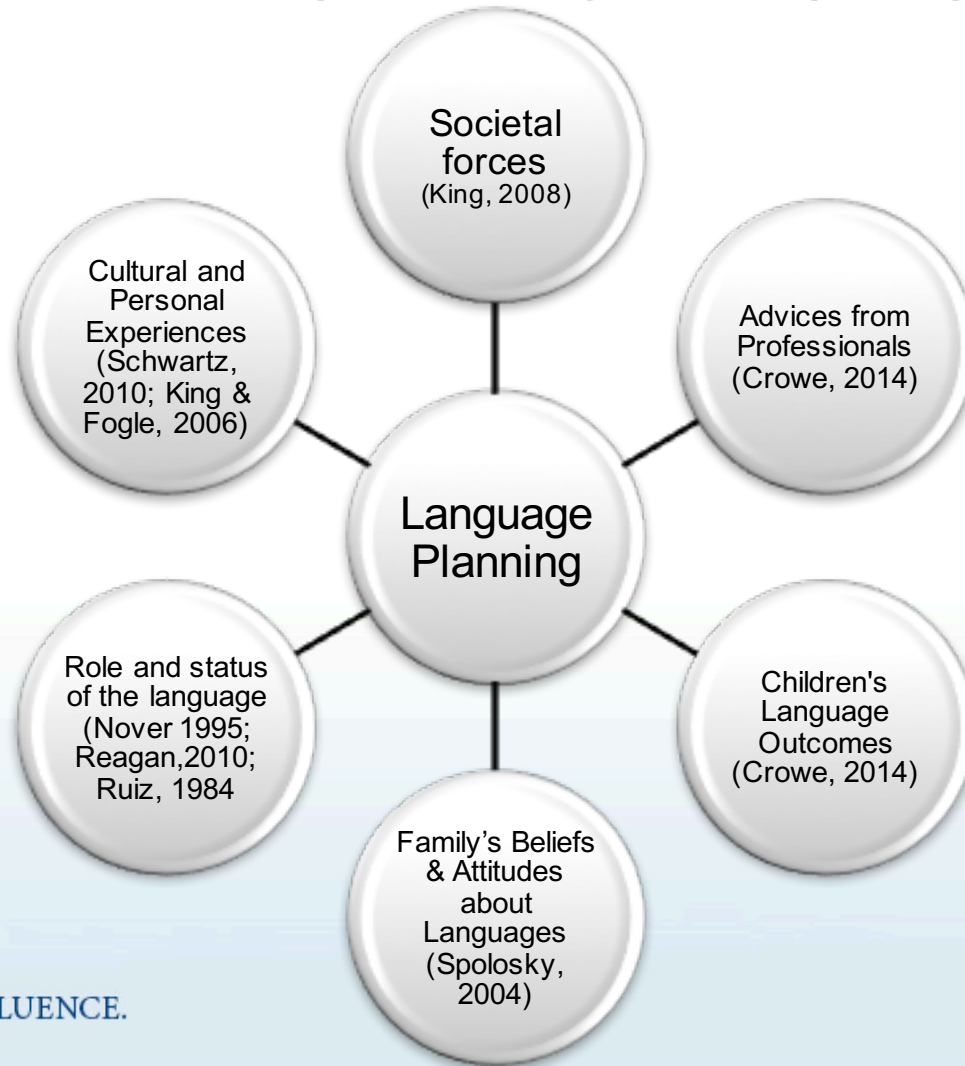 Societal
forces
(King, 2008)
Cultural and
Personal
Experiences
(Schwartz,
2010; King &
Fogle, 2006)
Advices from
Professionals
(Crowe, 2014)
Language
Planning
Role and status
of the language
(Nover 1995;
Reagan,2010;
Ruiz, 1984
Children's
Language
Outcomes
(Crowe, 2014)
Family’s Beliefs
& Attitudes
about
Languages
(Spolosky,
2004)
LUENCE.